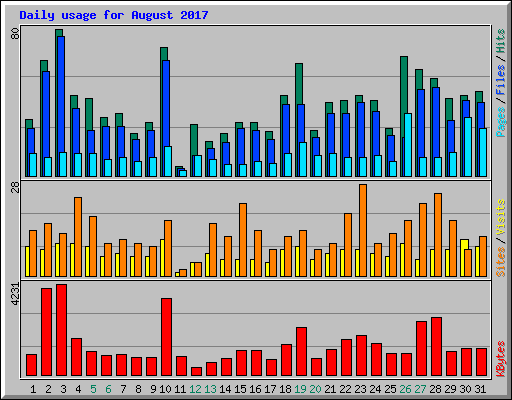 Daily usage for August 2017
80
Pages / Files / Hits
28
Sites / Visits
4231
KBytes
1 2 3 4 5 6 7 8 9 10 11 12 13 14 15 16 17 18 19 20 21 22 23 24 25 26 27 28 29 30 31